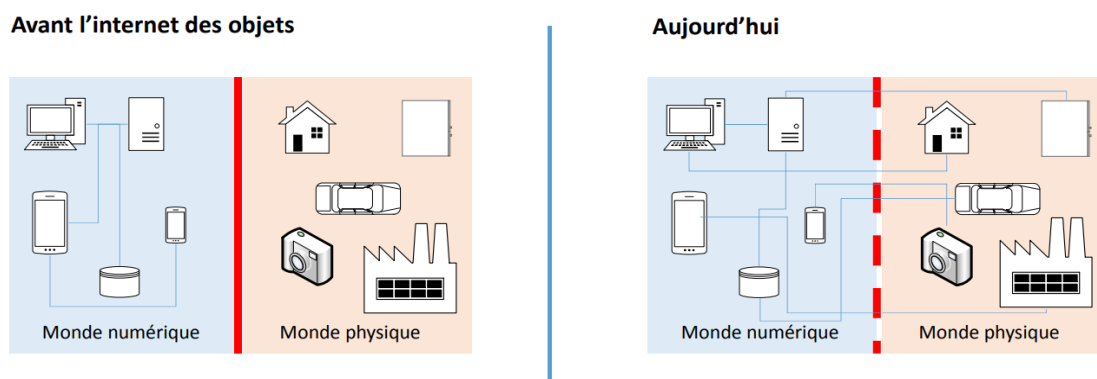 Avant l’internet des objets
Aujourd’hui
Monde numérique
Monde physique
Monde numérique
Monde physique